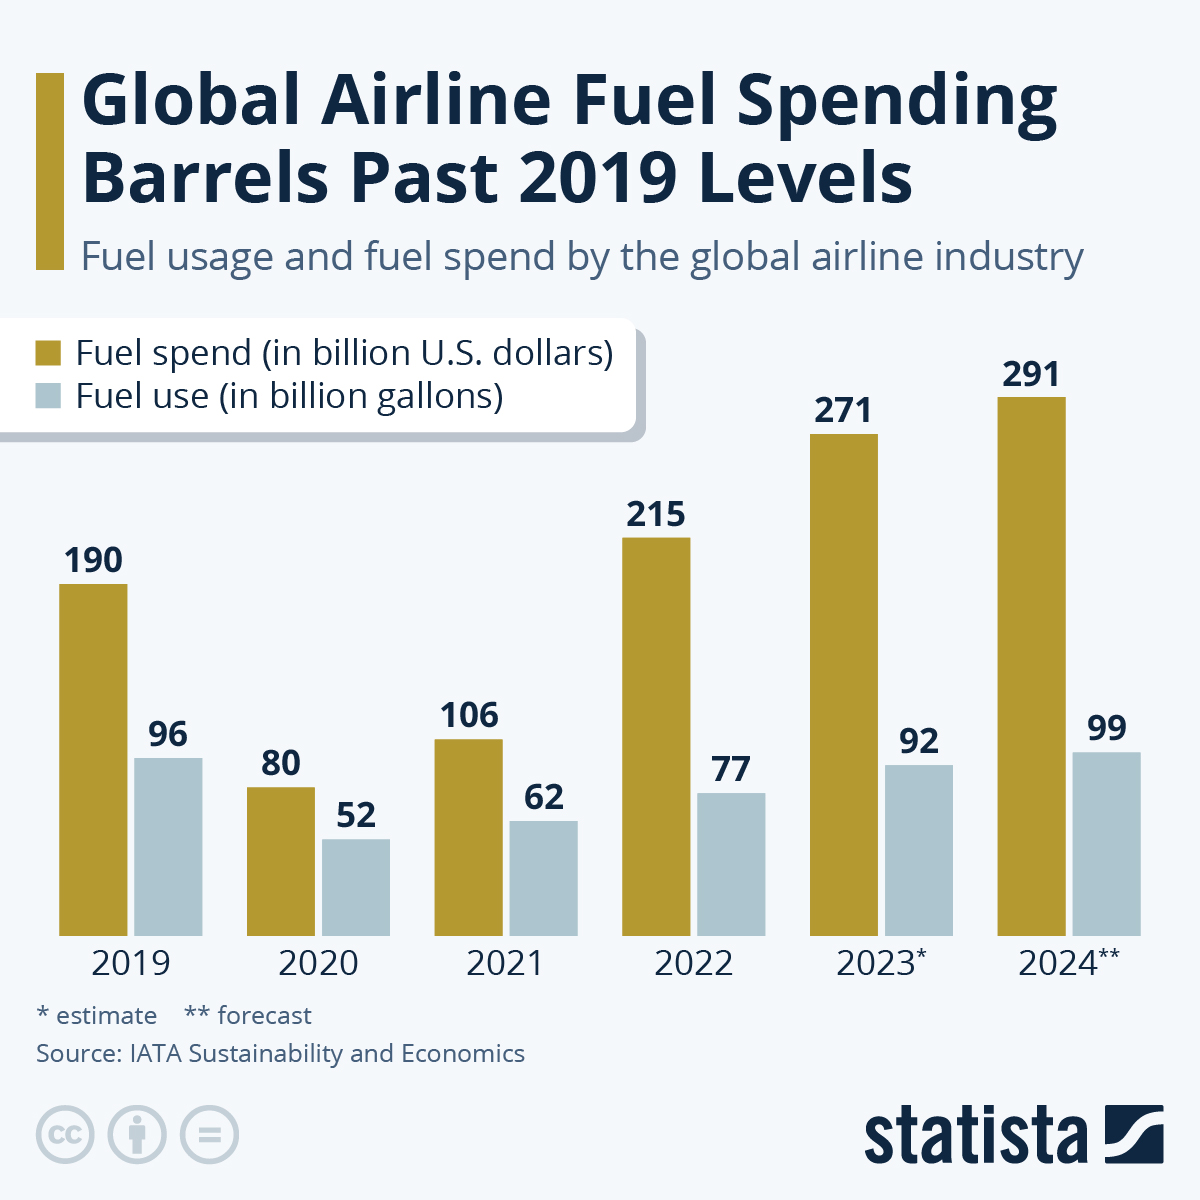 Global Airline Fuel Spending
Barrels Past 2019 Levels
Fuel usage and fuel spend by the global airline industry
Fuel spend (in billion U.S. dollars)
Fuel use (in billion gallons)
190
96
80
52
106
62
215
77
271
92
291
99
2019
2020
2021
2022
2023*
2024**
* estimate ** forecast
Source: IATA Sustainability and Economics
cc
statista